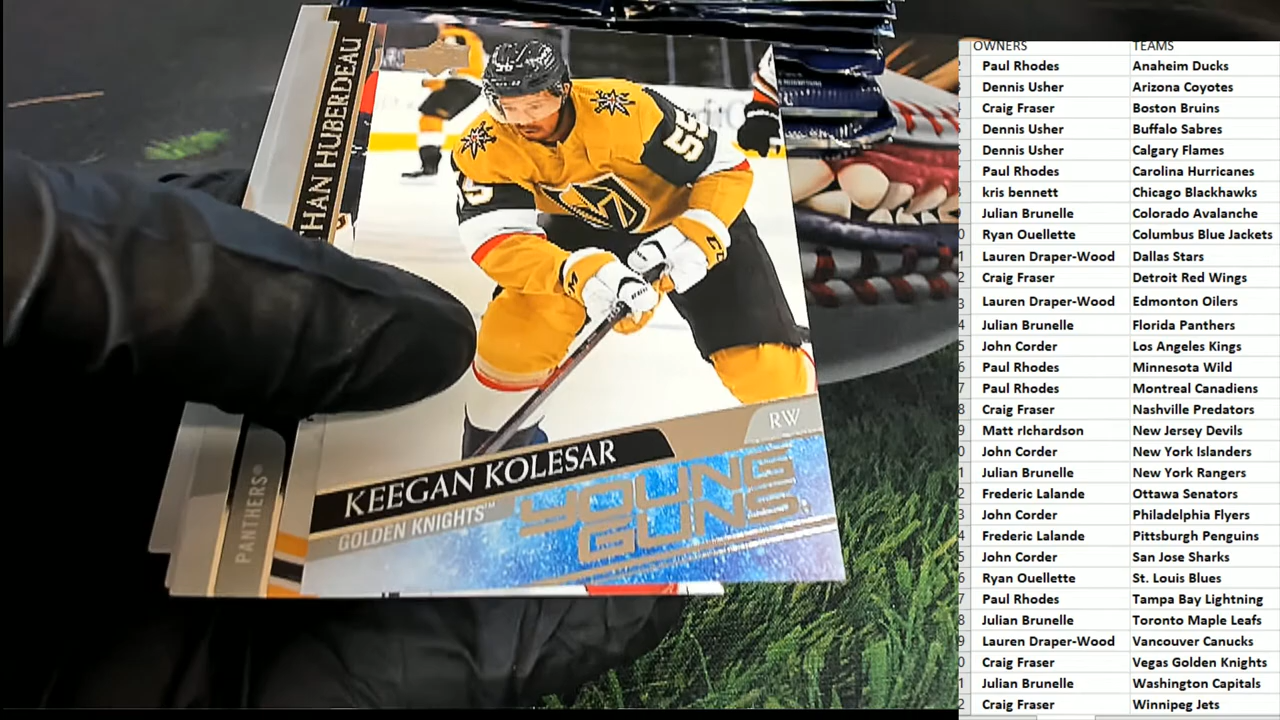 THAN HUBERDEAU
PANTHERS
55
55
KEEGAN KOLESAR
RW
GOLDEN KNIGHTS™
YOUNG
GUNS
OWNERS TEAMS
Paul Rhodes Anaheim Ducks
Dennis Usher Arizona Coyotes
Craig Fraser Boston Bruins
Dennis Usher Buffalo Sabres
Dennis Usher Calgary Flames
Paul Rhodes Carolina Hurricanes
kris bennett Chicago Blackhawks
Julian Brunelle Colorado Avalanche
Ryan Ouellette Columbus Blue Jackets
Lauren Draper-Wood Dallas Stars
Craig Fraser Detroit Red Wings
Lauren Draper-Wood Edmonton Oilers
Julian Brunelle Florida Panthers
John Corder Los Angeles Kings
Paul Rhodes Minnesota Wild
Paul Rhodes Montreal Canadiens
Craig Fraser Nashville Predators
Matt rIchardson New Jersey Devils
John Corder New York Islanders
Julian Brunelle New York Rangers
Frederic Lalande Ottawa Senators
John Corder Philadelphia Flyers
Frederic Lalande Pittsburgh Penguins
John Corder San Jose Sharks
Ryan Ouellette St. Louis Blues
Paul Rhodes Tampa Bay Lightning
Julian Brunelle Toronto Maple Leafs
Lauren Draper-Wood Vancouver Canucks
Craig Fraser Vegas Golden Knights
Julian Brunelle Washington Capitals
Craig Fraser Winnipeg Jets